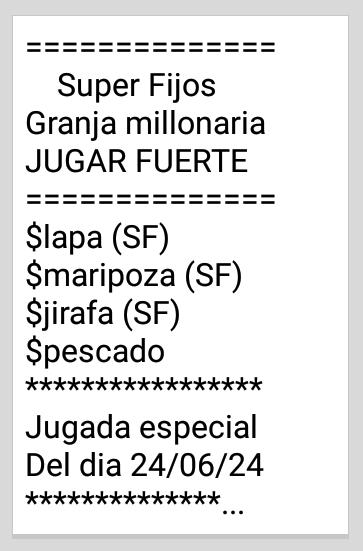 ==============
Super Fijos
Granja millonaria
JUGAR FUERTE
==============
$lapa (SF)
$maripoza (SF)
$jirafa (SF)
$pescado
*****************
Jugada especial
Del dia 24/06/24
**************...